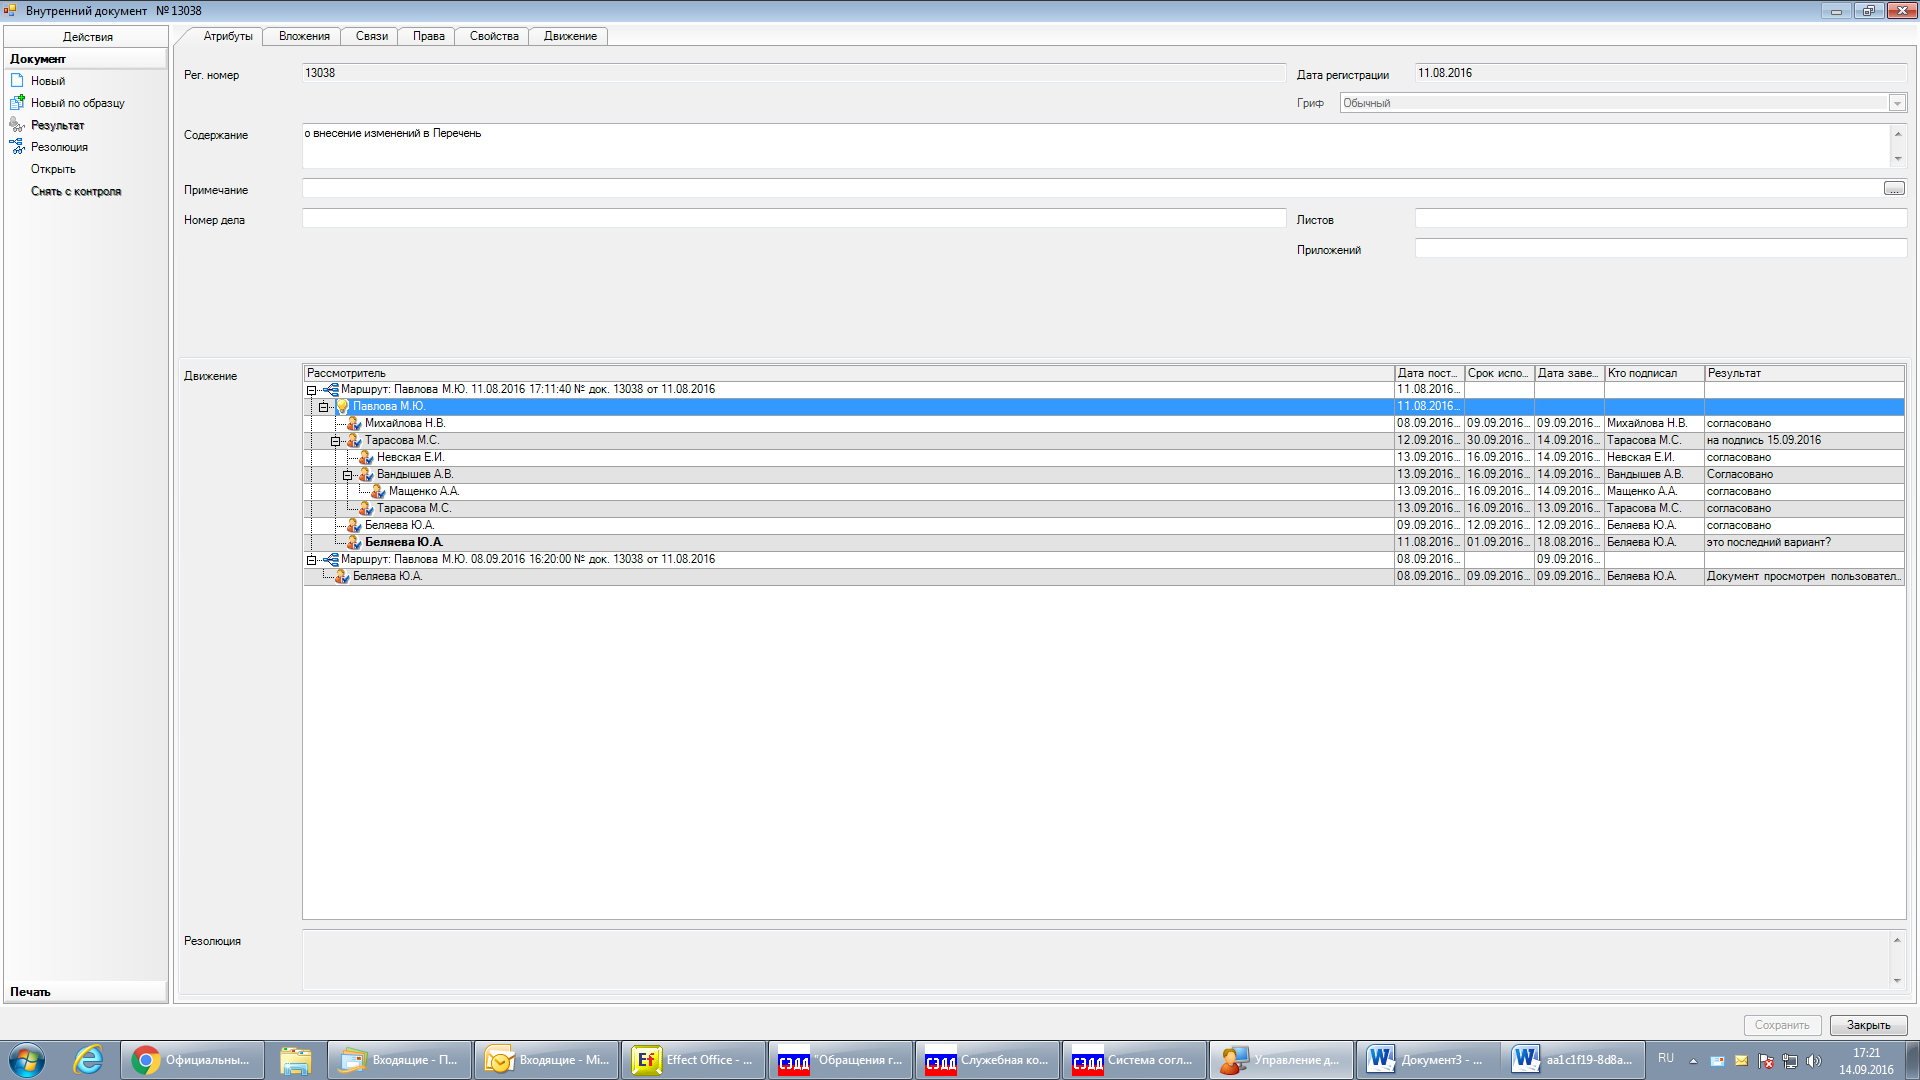 Внутренний документ № 13038
Действия
Документ
Новый
Новый по образцу
Результат
Резолюция
Открыть
Снять с контроля
Печать
Атрибуты Вложения Связи Права Свойства Движение
Рег. номер 13038 Дата регистрации 11.08.2016
Гриф Обычный
Содержание о внесение изменений в Перечень
Примечание ...
Номер дела Листов
Приложений
Движение
Рассмотритель Дата пост... Срок испо... Дата заве... Кто подписал Результат
Маршрут: Павлова М.Ю. 11.08.2016 17:11:40 № док. 13038 от 11.08.2016 11.08.2016...
Павлова М.Ю. 11.08.2016...
Михайлова Н.В. 08.09.2016... 09.09.2016... 09.09.2016... Михайлова Н.В. согласовано
Тарасова М.С. 12.09.2016... 30.09.2016... 14.09.2016... Тарасова М.С. на подпись 15.09.2016
Невская Е.И. 13.09.2016... 16.09.2016... 14.09.2016... Невская Е.И. согласовано
Вандышев А.В. 13.09.2016... 16.09.2016... 14.09.2016... Вандышев А.В. Согласовано
Мащенко А.А. 13.09.2016... 16.09.2016... 14.09.2016... Мащенко А.А. согласовано
Тарасова М.С. 13.09.2016... 16.09.2016... 13.09.2016... Тарасова М.С. согласовано
Беляева Ю.А. 09.09.2016... 12.09.2016... 12.09.2016... Беляева Ю.А. согласовано
Беляева Ю.А. 11.08.2016... 01.09.2016... 18.08.2016... Беляева Ю.А. это последний вариант?
Маршрут: Павлова М.Ю. 08.09.2016 16:20:00 № док. 13038 от 11.08.2016 08.09.2016... 09.09.2016...
Беляева Ю.А. 08.09.2016... 09.09.2016... 09.09.2016... Беляева Ю.А. Документ просмотрен пользовател...
Резолюция
Сохранить Закрыть
Официальны... Входящие - П... Входящие - Mi... Ef Effect Office - ... СЭДД "Обращения г... СЭДД Служебная ко... СЭДД Система согл... Управление д... W Документ3 - ... W aa1c1f19-8d8a... RU 17:21
14.09.2016